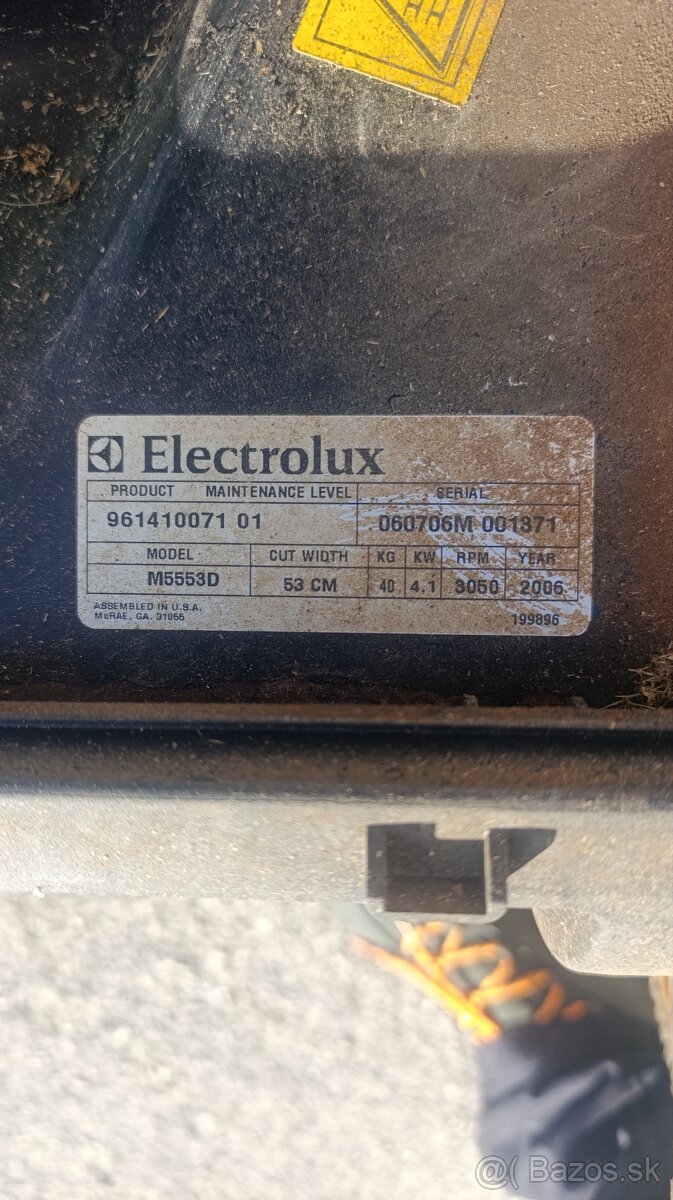 Electrolux
PRODUCT MAINTENANCE LEVEL SERIAL
961410071 01 060706M 001371
MODEL CUT WIDTH KG KW RPM YEAR
M5553D 53 CM 40 4.1 3050 2006
ASSEMBLED IN U.S.A.
McRAE, GA. 31055 199896
@( Bazos.sk